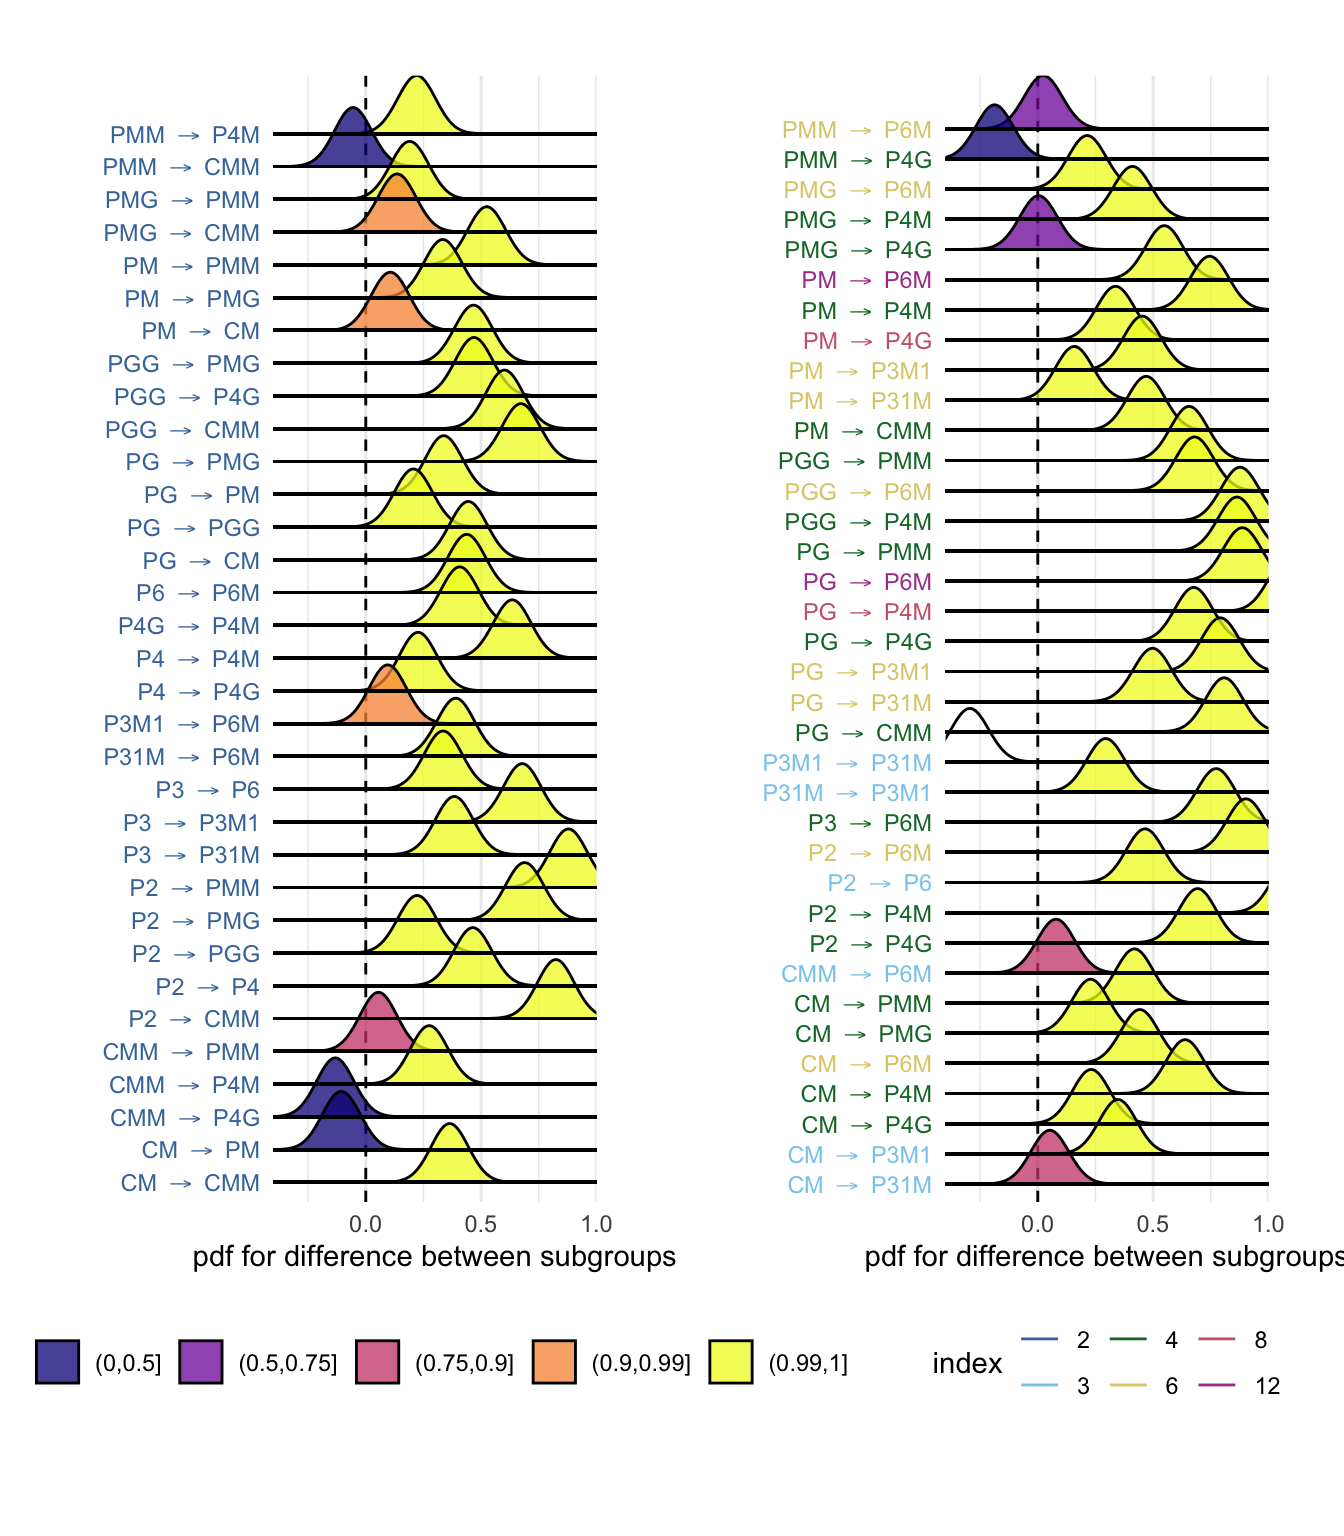 PMM → P4M
PMM → CMM
PMG → PMM
PMG → CMM
PM → PMM
PM → PMG
PM → CM
PGG → PMG
PGG → P4G
PGG → CMM
PG → PMG
PG → PM
PG → PGG
PG → CM
P6 → P6M
P4G → P4M
P4 → P4M
P4 → P4G
P3M1 → P6M
P31M → P6M
P3 → P6
P3 → P3M1
P3 → P31M
P2 → PMM
P2 → PMG
P2 → PGG
P2 → P4
P2 → CMM
CMM → PMM
CMM → P4M
CMM → P4G
CM → PM
CM → CMM
0.0 0.5 1.0
pdf for difference between subgroups
PMM → P6M
PMM → P4G
PMG → P6M
PMG → P4M
PMG → P4G
PM → P6M
PM → P4M
PM → P4G
PM → P3M1
PM → P31M
PM → CMM
PGG → PMM
PGG → P6M
PGG → P4M
PG → PMM
PG → P6M
PG → P4M
PG → P4G
PG → P3M1
PG → P31M
PG → CMM
P3M1 → P31M
P31M → P3M1
P3 → P6M
P2 → P6M
P2 → P6
P2 → P4M
P2 → P4G
CMM → P6M
CM → PMM
CM → PMG
CM → P6M
CM → P4M
CM → P4G
CM → P3M1
CM → P31M
0.0 0.5 1.0
pdf for difference between subgroups
(0,0.5] (0.5,0.75] (0.75,0.9] (0.9,0.99] (0.99,1]
index
2 4 8
3 6 12